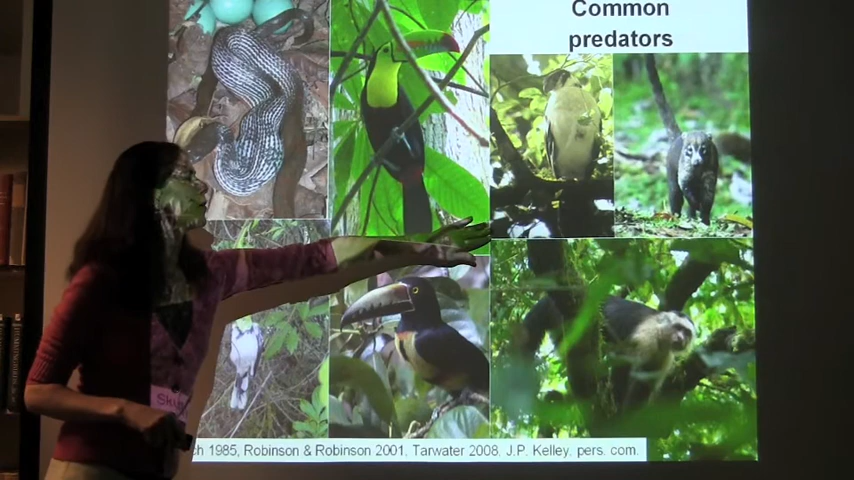 Common
predators
1985, Robinson & Robinson 2001, Tarwater 2008, J.P. Kelley. pers. com.